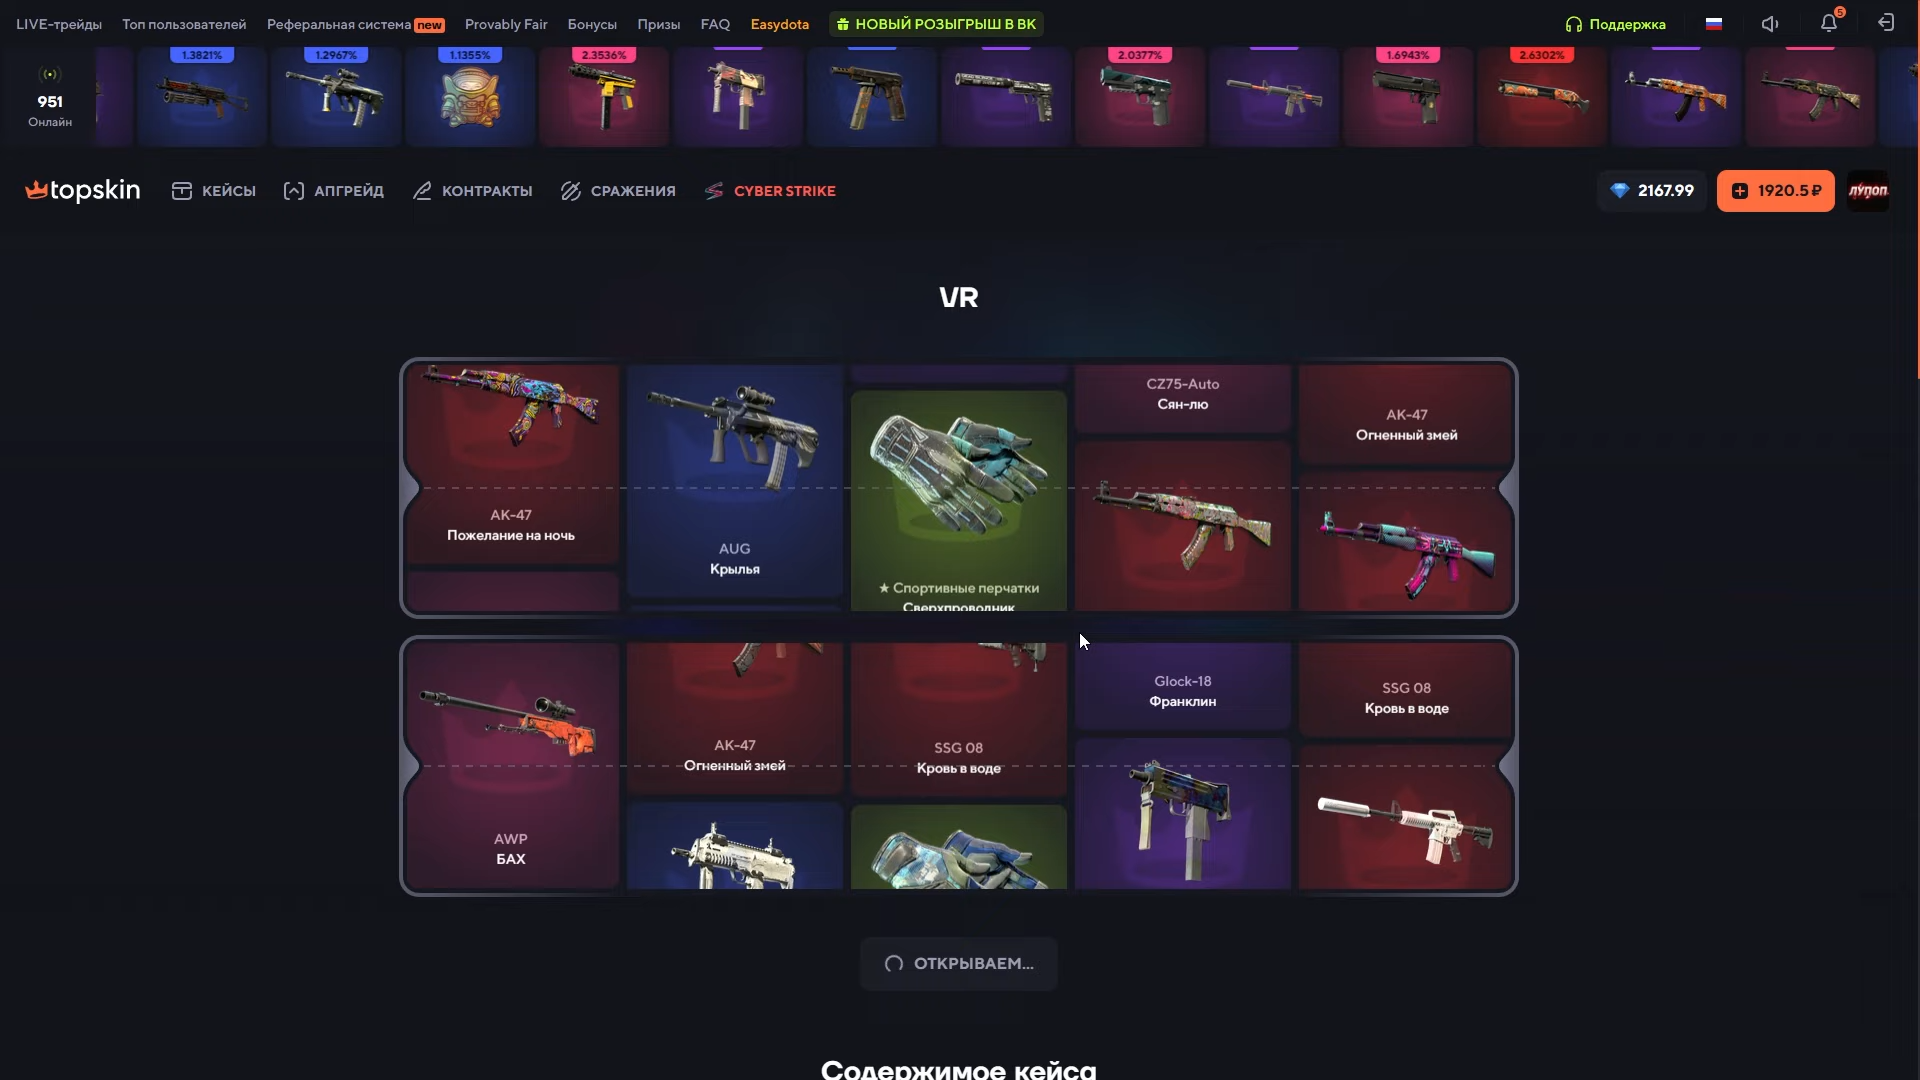 LIVE-трейды Топ пользователей Реферальная система new Provably Fair Бонусы Призы FAQ Easydota НОВЫЙ РОЗЫГРЫШ В ВК Поддержка 5
1.3821% 1.2967% 1.1355% 2.3536% 2.0377% 1.6943% 2.6302%
951
Онлайн
topskin КЕЙСЫ АПГРЕЙД КОНТРАКТЫ СРАЖЕНИЯ CYBER STRIKE 2167.99 1920.5 ₽ ЛУПОП
VR
CZ75-Auto
Сян-лю
AK-47
Огненный змей
AK-47
Пожелание на ночь
AUG
Крылья
★ Спортивные перчатки
Сверхпроводник
Glock-18
Франклин
SSG 08
Кровь в воде
AK-47
Огненный змей
SSG 08
Кровь в воде
AWP
БАХ
ОТКРЫВАЕМ...
Содержимое кейса